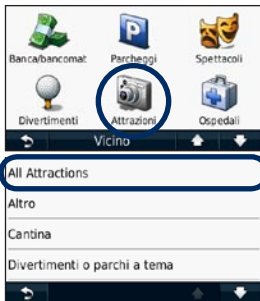 Banca/bancomat Parcheggi Spettacoli
P
Divertimenti Attrazioni Ospedali
Vicino
All Attractions
Altro
Cantina
Divertimenti o parchi a tema